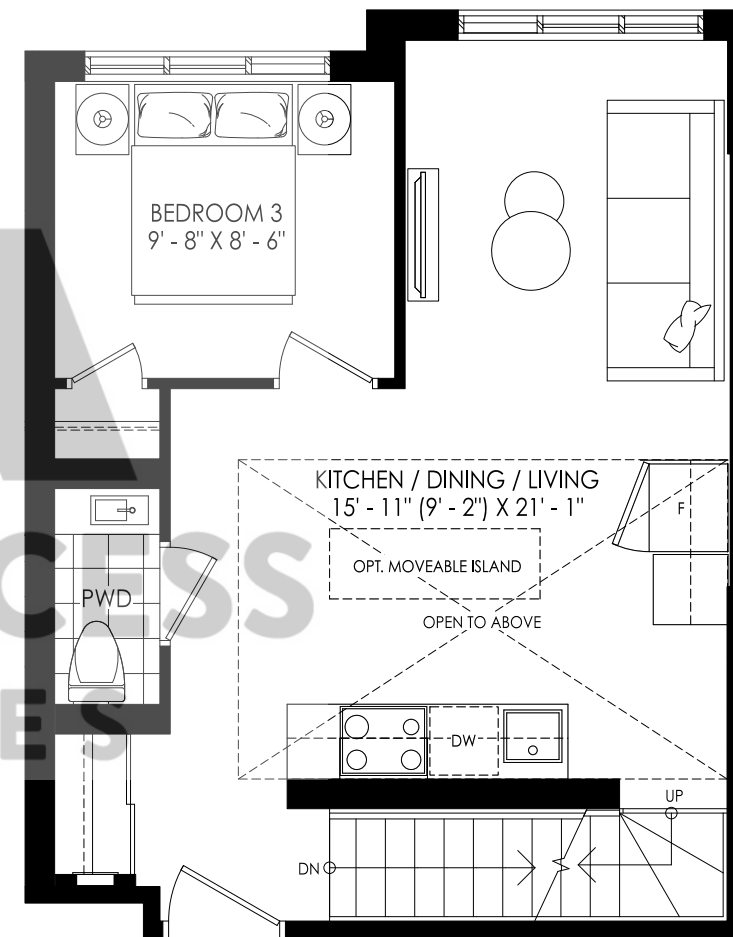 BEDROOM 3
9' - 8" X 8' - 6"
KITCHEN / DINING / LIVING
15' - 11" (9' - 2") X 21' - 1"
F
OPT. MOVEABLE ISLAND
PWD
OPEN TO ABOVE
DW
UP
DN